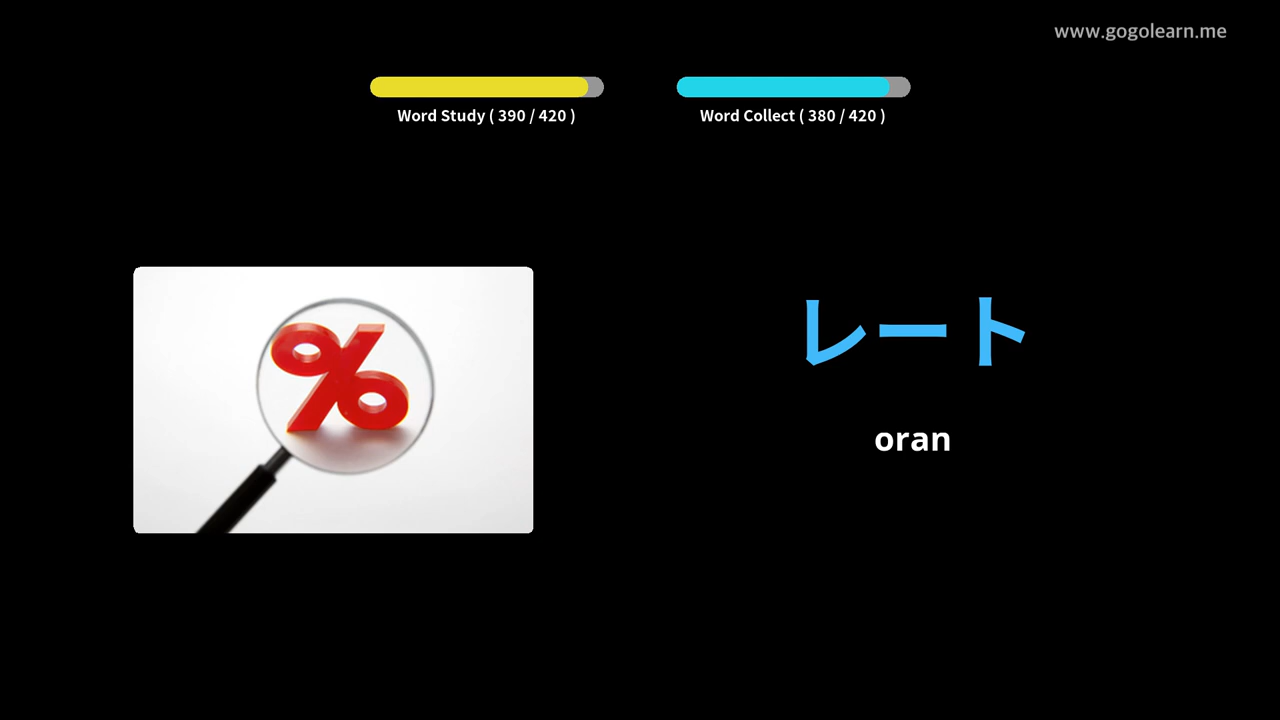 www.gogolearn.me
Word Study ( 390 / 420 )
Word Collect ( 380 / 420 )
%
レート
oran